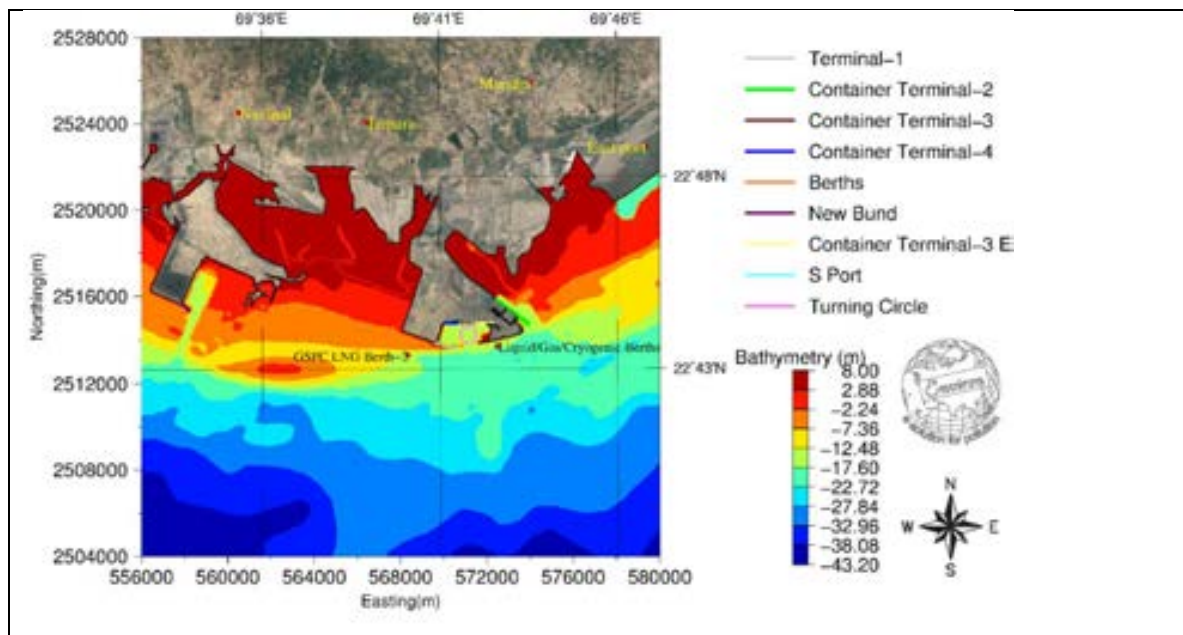 69°36'E 69°41'E 69°46'E
2528000
2524000
2520000
2516000
2512000
2508000
2504000
Northing(m)
556000 560000 564000 568000 572000 576000 580000
Easting(m)
22°48'N
22°43'N
GSPC LNG Berth-3
Liquid/Gas/Cryogenic Berths
Terminal-1
Container Terminal-2
Container Terminal-3
Container Terminal-4
Berths
New Bund
Container Terminal-3 E
S Port
Turning Circle
Bathymetry (m)
8.00
2.88
-2.24
-7.36
-12.48
-17.60
-22.72
-27.84
-32.96
-38.08
-43.20
N
W E
S